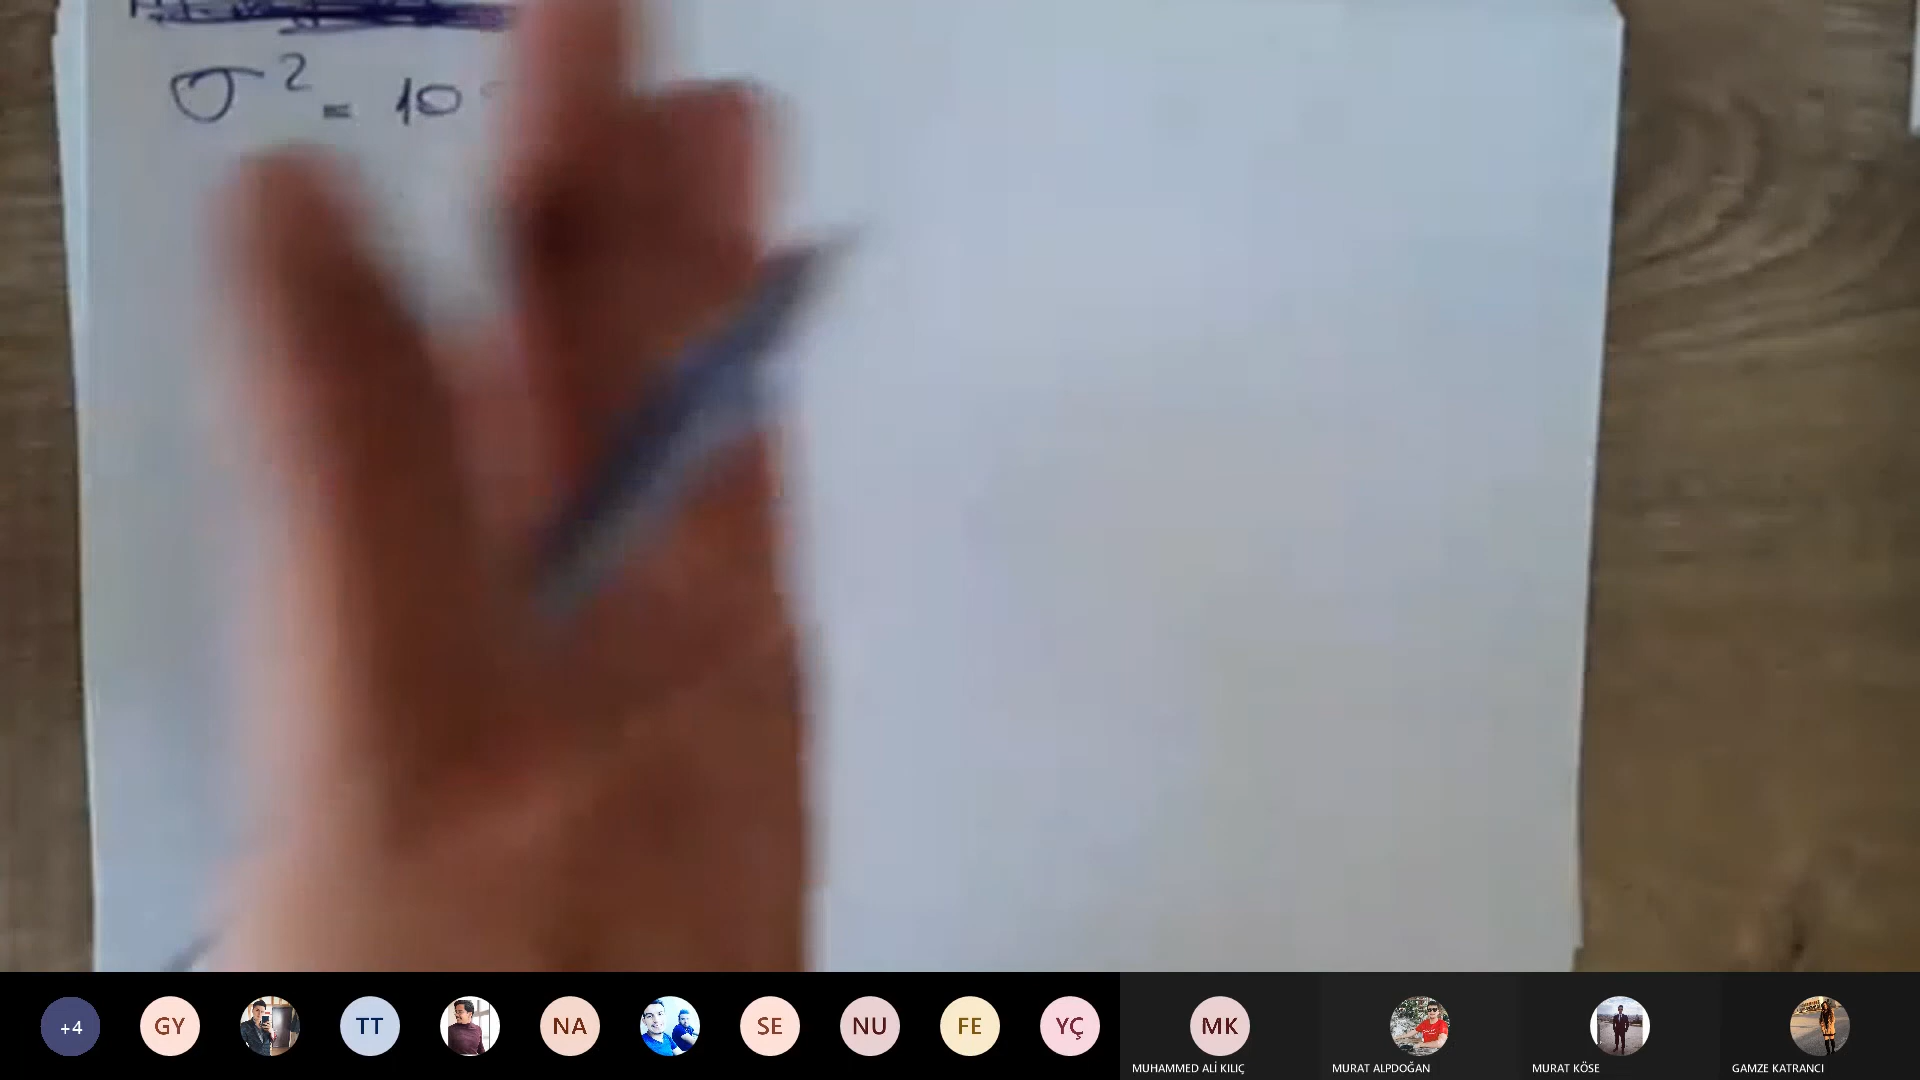 σ² = 10
+4 GY TT NA SE NU FE YÇ MK
MUHAMMED ALİ KILIÇ MURAT ALPDOĞAN MURAT KÖSE GAMZE KATRANCI